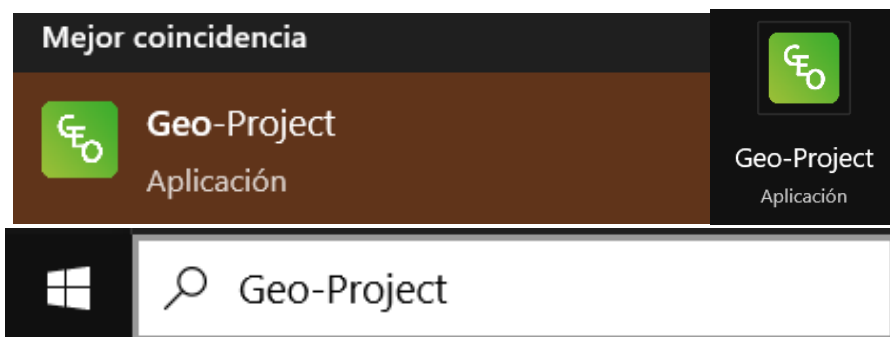 Mejor coincidencia
GEO
Geo-Project
Aplicación
GEO
Geo-Project
Aplicación
Geo-Project